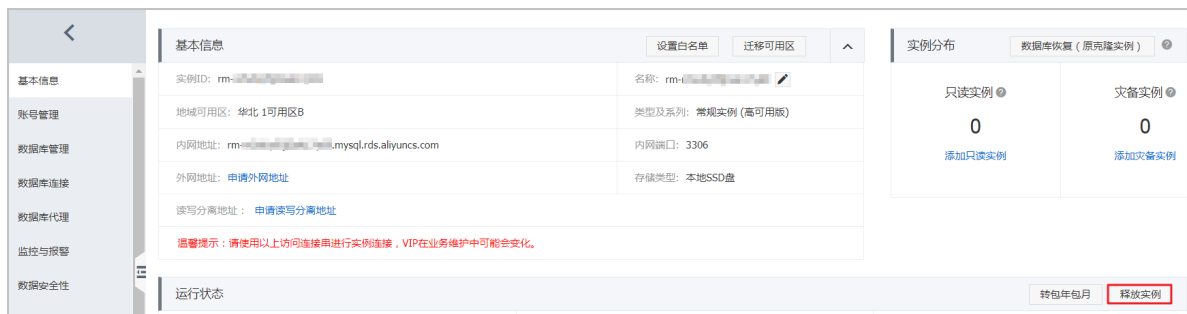 基本信息
账号管理
数据库管理
数据库连接
数据库代理
监控与报警
数据安全性
基本信息 设置白名单 迁移可用区
实例ID: rm- 名称: rm-
地域可用区: 华北 1可用区B 类型及系列: 常规实例 (高可用版)
内网地址: rm- .mysql.rds.aliyuncs.com 内网端口: 3306
外网地址: 申请外网地址 存储类型: 本地SSD盘
读写分离地址： 申请读写分离地址
温馨提示：请使用以上访问连接串进行实例连接，VIP在业务维护中可能会变化。
运行状态 转包年包月 释放实例
实例分布 数据库恢复（原克隆实例）
只读实例 灾备实例
0 0
添加只读实例 添加灾备实例